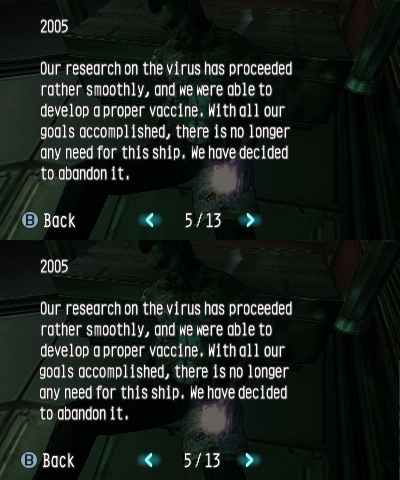 2005
Our research on the virus has proceeded
rather smoothly, and we were able to
develop a proper vaccine. With all our
goals accomplished, there is no longer
any need for this ship. We have decided
to abandon it.
B Back
5/13
2005
Our research on the virus has proceeded
rather smoothly, and we were able to
develop a proper vaccine. With all our
goals accomplished, there is no longer
any need for this ship. We have decided
to abandon it.
B Back
5/13